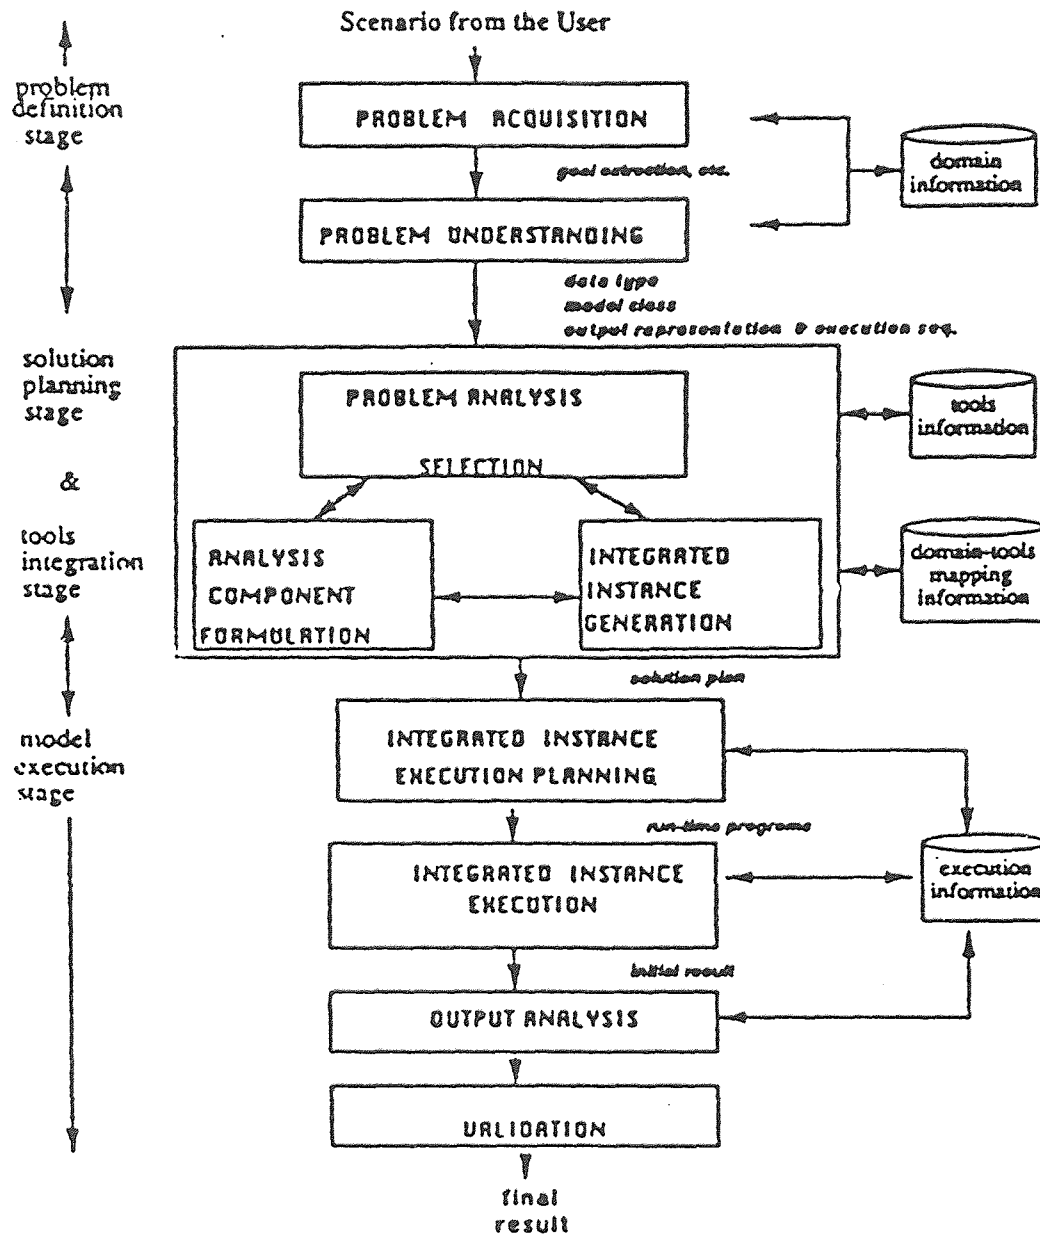 Scenario from the User
problem
definition
stage
PROBLEM ACQUISITION
goal extraction, etc.
domain
information
PROBLEM UNDERSTANDING
data type
model class
output representation & execution seq.
solution
planning
stage
&
tools
integration
stage
PROBLEM ANALYSIS
SELECTION
tools
information
ANALYSIS
COMPONENT
FORMULATION
INTEGRATED
INSTANCE
GENERATION
domain-tools
mapping
information
solution plan
model
execution
stage
INTEGRATED INSTANCE
EXECUTION PLANNING
run-time programs
INTEGRATED INSTANCE
EXECUTION
execution
information
initial result
OUTPUT ANALYSIS
VALIDATION
final
result